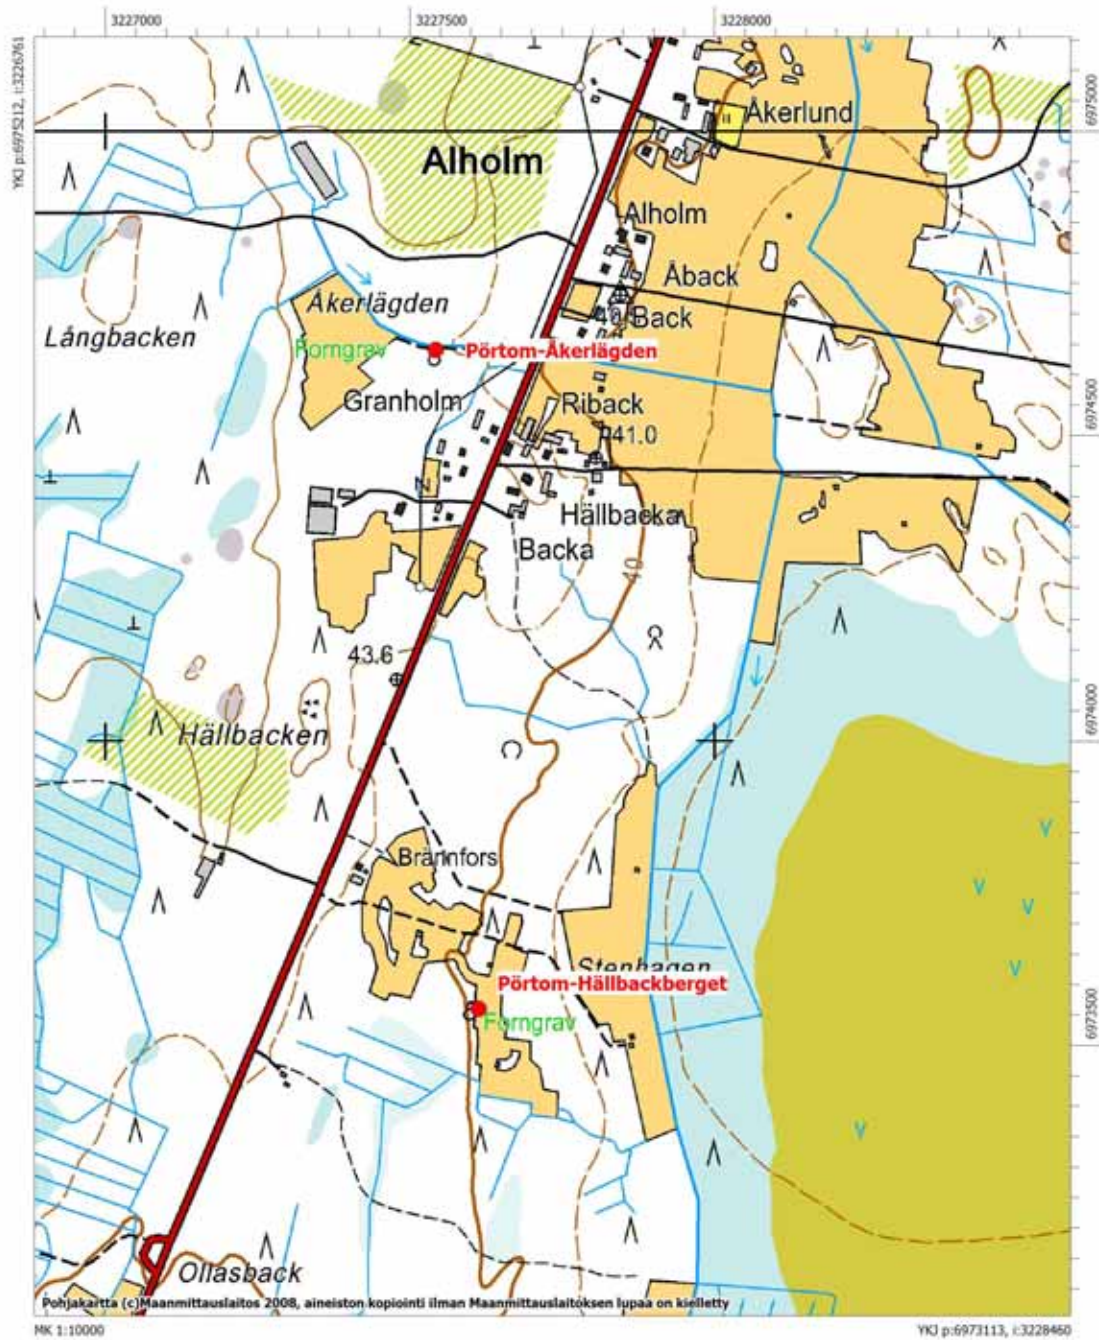 3227000
3227500
3228000
YKJ p:6975212, i:3226761
6975000
Åkerlund
Alholm
Alholm
Åback
Åkerlägden
Långbacken
Back
Forngrav
Pörtom-Åkerlägden
6974500
Granholm
Riback
41.0
Hällbacka
Backa
40
43.6
6974000
Hällbacken
Brännfors
Stenhagen
Pörtom-Hällbackberget
Forngrav
6973500
Ollasback
Pohjakartta (c)Maanmittauslaitos 2008, aineiston kopiointi ilman Maanmittauslaitoksen lupaa on kielletty
MK 1:10000
YKJ p:6973113, i:3228460